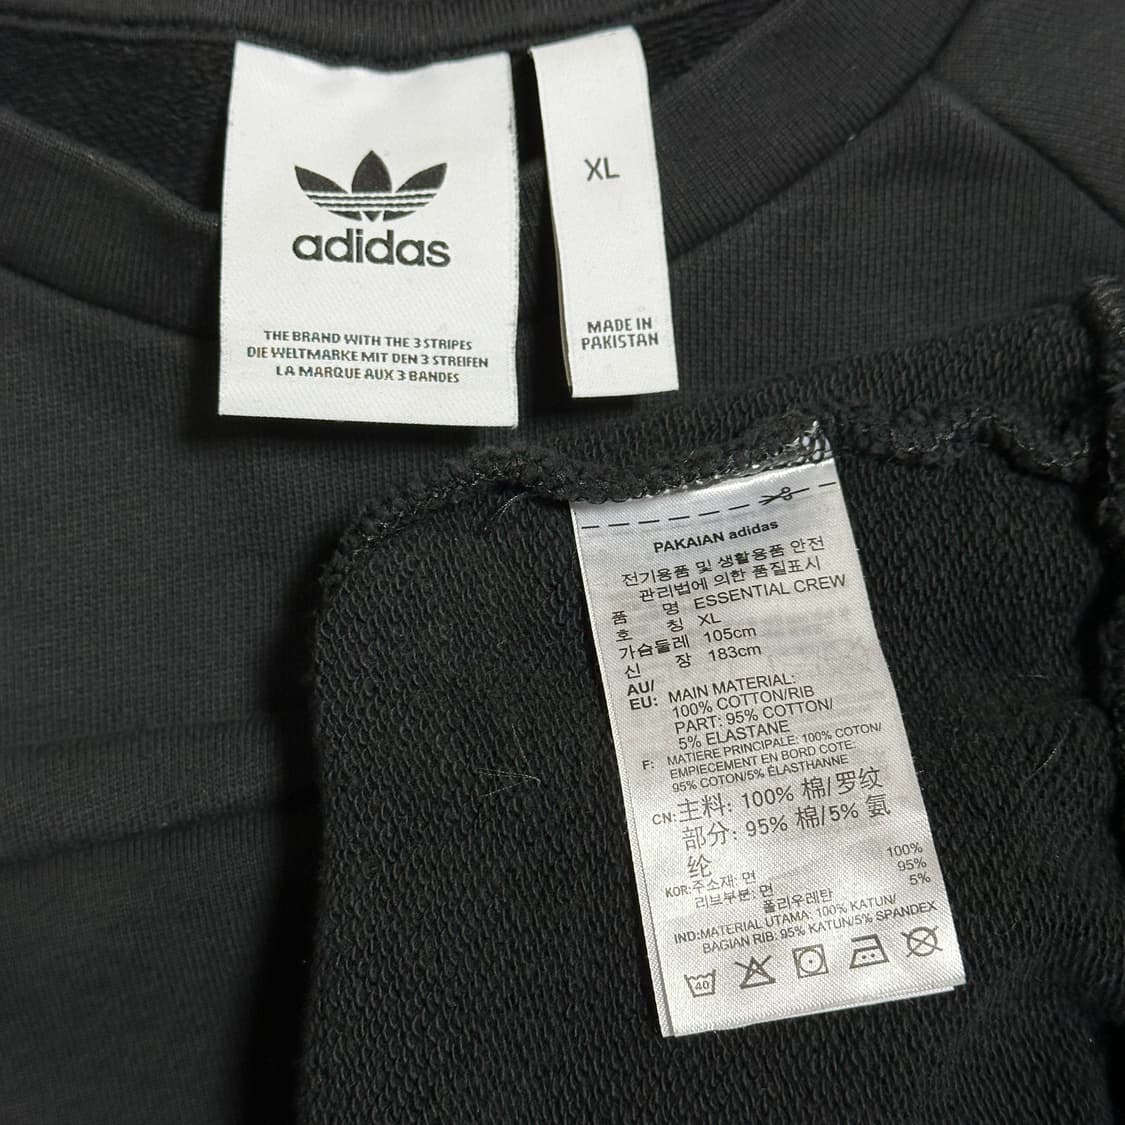 adidas
THE BRAND WITH THE 3 STRIPES
DIE WELTMARKE MIT DEN 3 STREIFEN
LA MARQUE AUX 3 BANDES
XL
MADE IN
PAKISTAN
PAKAIAN adidas
전기용품 및 생활용품 안전
관리법에 의한 품질표시
품 명 ESSENTIAL CREW
호 칭 XL
가슴둘레 105cm
신 장 183cm
AU/
EU: MAIN MATERIAL:
100% COTTON/RIB
PART: 95% COTTON/
5% ELASTANE
F: MATIERE PRINCIPALE: 100% COTON/
EMPIECEMENT EN BORD COTE:
95% COTON/5% ÉLASTHANNE
CN: 主料: 100% 棉/罗纹
部分: 95% 棉/5% 氨
纶
KOR: 주소재: 면 100%
리브부분: 면 95%
폴리우레탄 5%
IND: MATERIAL UTAMA: 100% KATUN/
BAGIAN RIB: 95% KATUN/5% SPANDEX
40